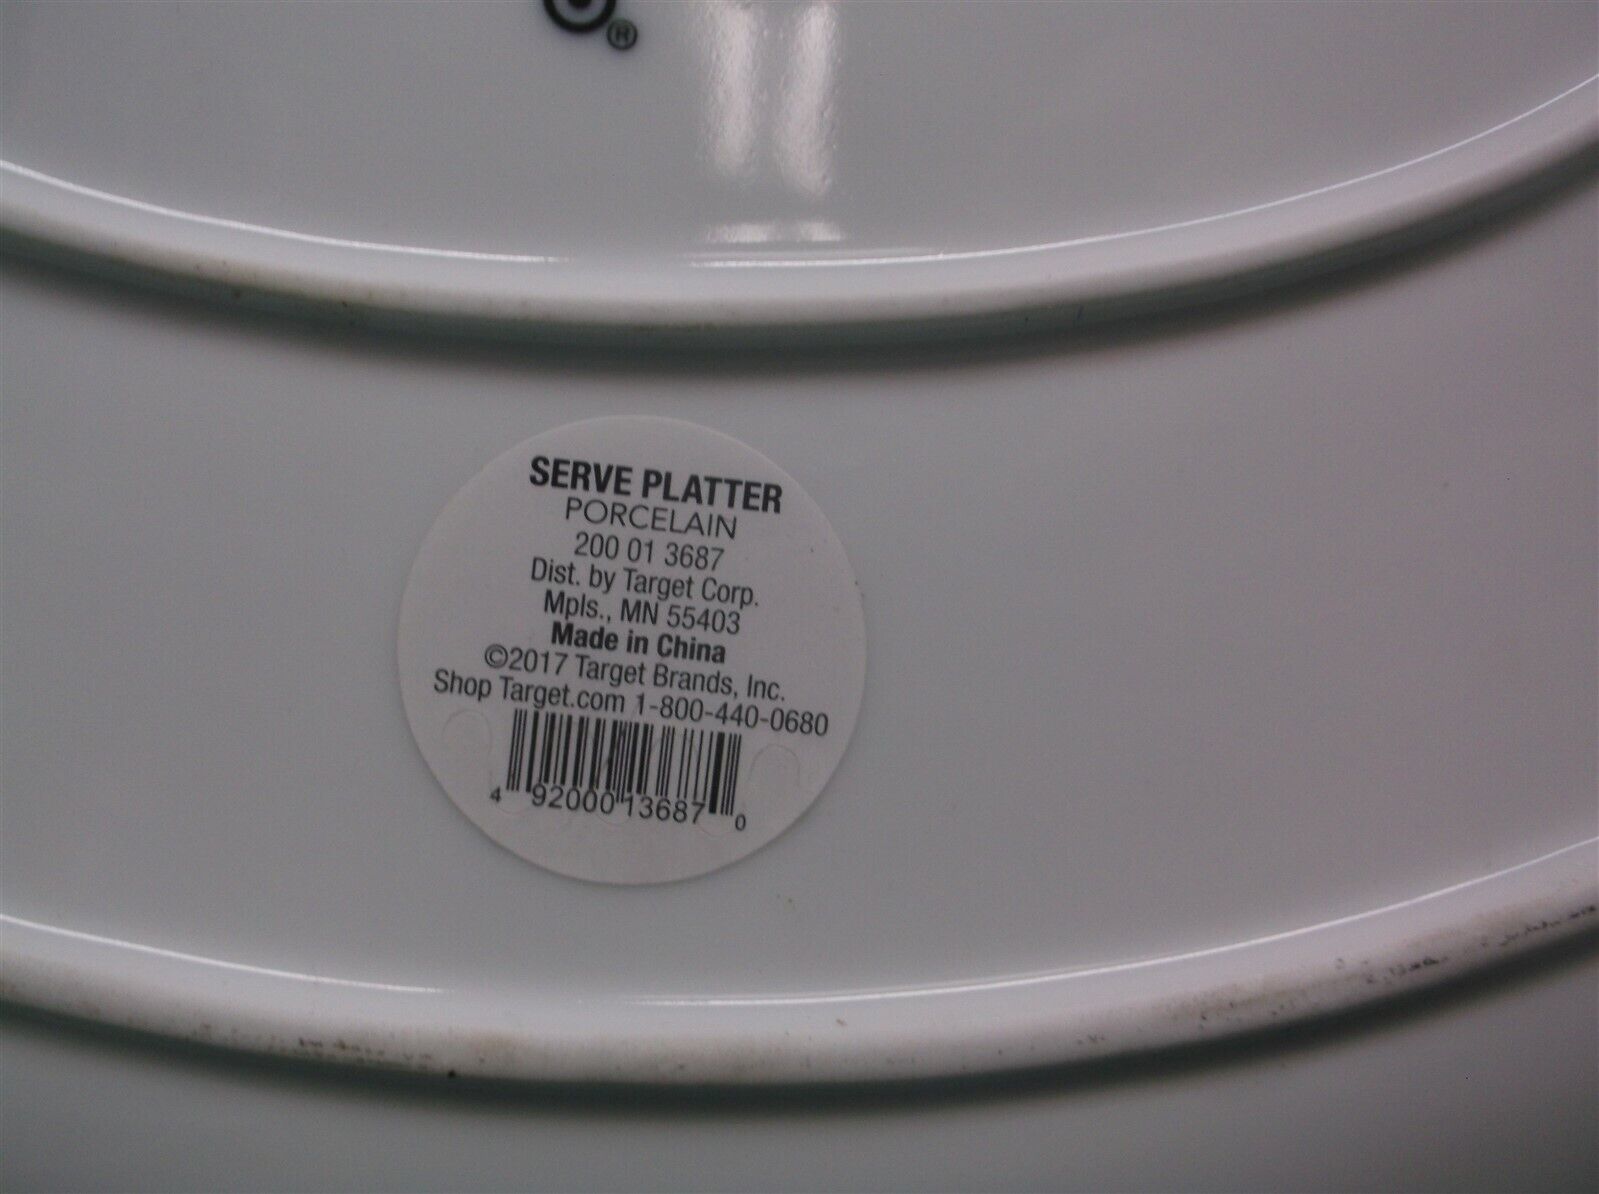 ®
SERVE PLATTER
PORCELAIN
200 01 3687
Dist. by Target Corp.
Mpls., MN 55403
Made in China
©2017 Target Brands, Inc.
Shop Target.com 1-800-440-0680
4 92000 13687 0